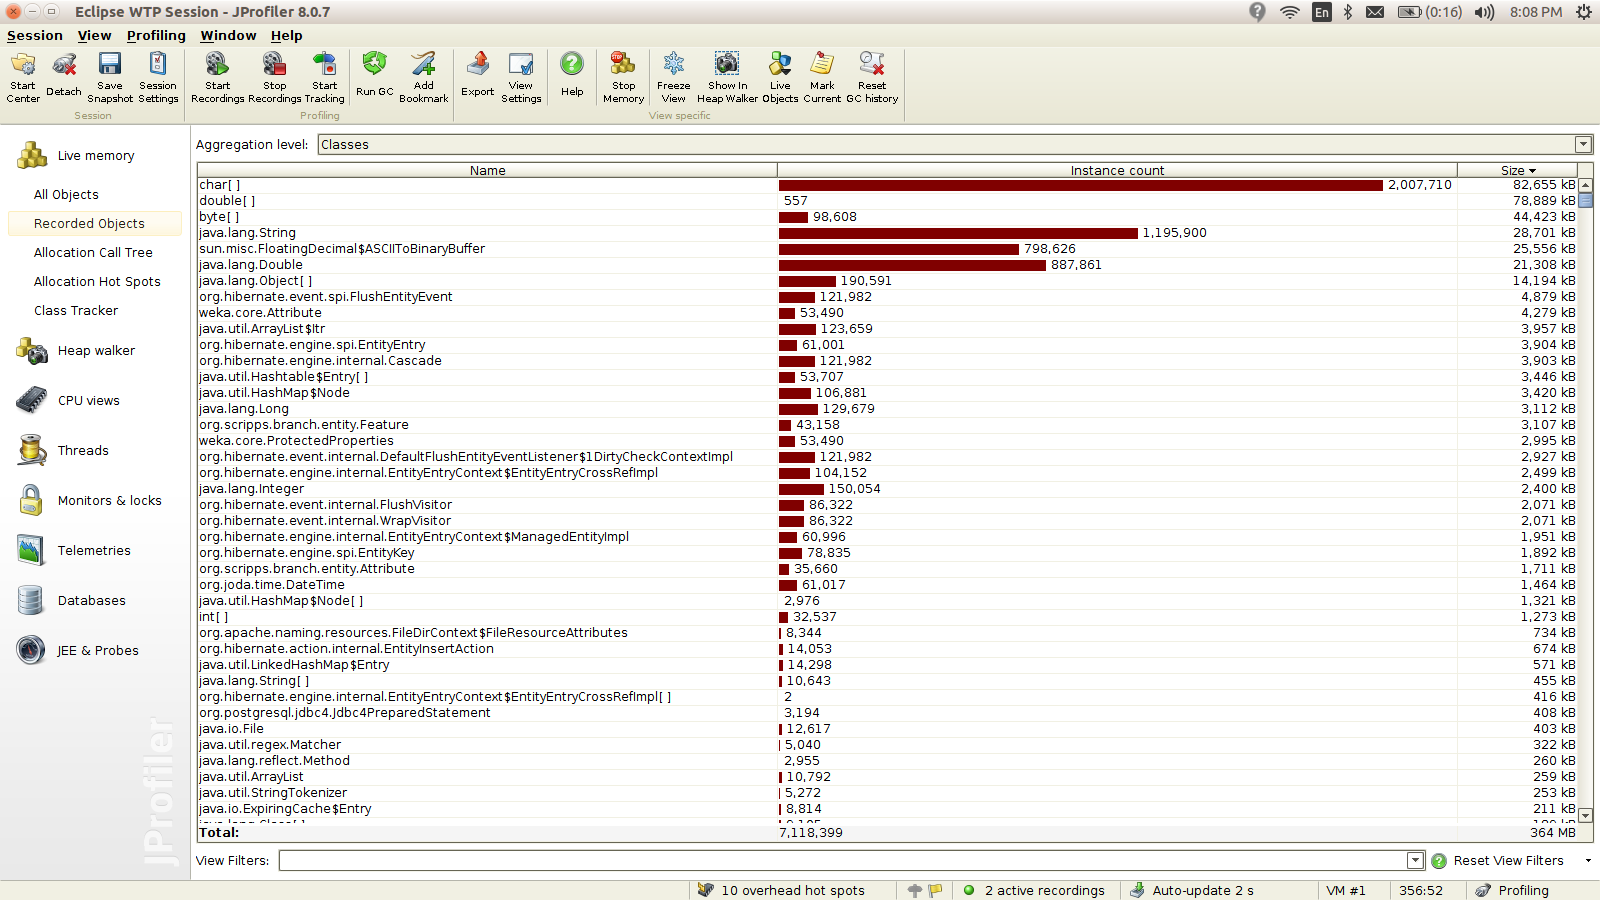 Eclipse WTP Session - JProfiler 8.0.7
En (0:16) 8:08 PM
Session View Profiling Window Help
Start Center Detach Save Snapshot Session Settings Start Recordings Stop Recordings Start Tracking Run GC Add Bookmark Export View Settings Help Stop Memory Freeze View Show In Heap Walker Live Objects Mark Current Reset GC history
Session Profiling View specific
Live memory
All Objects
Recorded Objects
Allocation Call Tree
Allocation Hot Spots
Class Tracker
Heap walker
CPU views
Threads
Monitors & locks
Telemetries
Databases
JEE & Probes
JProfiler
Aggregation level: Classes
Name Instance count Size
char[ ] 2,007,710 82,655 kB
double[ ] 557 78,889 kB
byte[ ] 98,608 44,423 kB
java.lang.String 1,195,900 28,701 kB
sun.misc.FloatingDecimal$ASCIIToBinaryBuffer 798,626 25,556 kB
java.lang.Double 887,861 21,308 kB
java.lang.Object[ ] 190,591 14,194 kB
org.hibernate.event.spi.FlushEntityEvent 121,982 4,879 kB
weka.core.Attribute 53,490 4,279 kB
java.util.ArrayList$Itr 123,659 3,957 kB
org.hibernate.engine.spi.EntityEntry 61,001 3,904 kB
org.hibernate.engine.internal.Cascade 121,982 3,903 kB
java.util.Hashtable$Entry[ ] 53,707 3,446 kB
java.util.HashMap$Node 106,881 3,420 kB
java.lang.Long 129,679 3,112 kB
org.scripps.branch.entity.Feature 43,158 3,107 kB
weka.core.ProtectedProperties 53,490 2,995 kB
org.hibernate.event.internal.DefaultFlushEntityEventListener$1DirtyCheckContextImpl 121,982 2,927 kB
org.hibernate.engine.internal.EntityEntryContext$EntityEntryCrossRefImpl 104,152 2,499 kB
java.lang.Integer 150,054 2,400 kB
org.hibernate.event.internal.FlushVisitor 86,322 2,071 kB
org.hibernate.event.internal.WrapVisitor 86,322 2,071 kB
org.hibernate.engine.internal.EntityEntryContext$ManagedEntityImpl 60,996 1,951 kB
org.hibernate.engine.spi.EntityKey 78,835 1,892 kB
org.scripps.branch.entity.Attribute 35,660 1,711 kB
org.joda.time.DateTime 61,017 1,464 kB
java.util.HashMap$Node[ ] 2,976 1,321 kB
int[ ] 32,537 1,273 kB
org.apache.naming.resources.FileDirContext$FileResourceAttributes 8,344 734 kB
org.hibernate.action.internal.EntityInsertAction 14,053 674 kB
java.util.LinkedHashMap$Entry 14,298 571 kB
java.lang.String[ ] 10,643 455 kB
org.hibernate.engine.internal.EntityEntryContext$EntityEntryCrossRefImpl[ ] 2 416 kB
org.postgresql.jdbc4.Jdbc4PreparedStatement 3,194 408 kB
java.io.File 12,617 403 kB
java.util.regex.Matcher 5,040 322 kB
java.lang.reflect.Method 2,955 260 kB
java.util.ArrayList 10,792 259 kB
java.util.StringTokenizer 5,272 253 kB
java.io.ExpiringCache$Entry 8,814 211 kB
Total: 7,118,399 364 MB
View Filters: Reset View Filters
10 overhead hot spots 2 active recordings Auto-update 2 s VM #1 356:52 Profiling